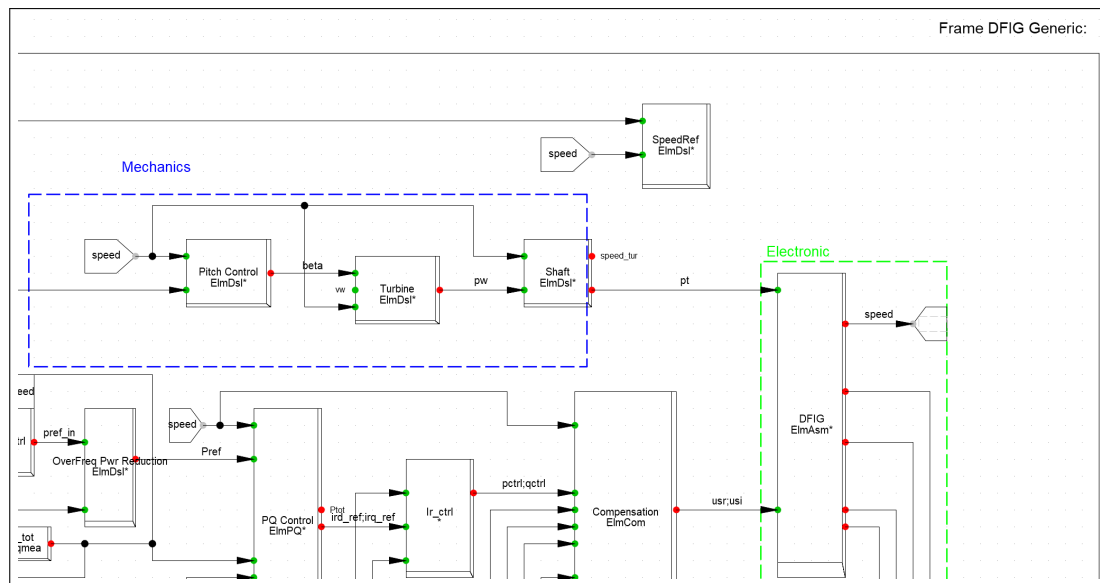 Frame DFIG Generic:
SpeedRef
ElmDsl*
speed
Mechanics
speed
Pitch Control
ElmDsl*
beta
vw
Turbine
ElmDsl*
pw
Shaft
ElmDsl*
speed_tur
pt
Electronic
speed
DFIG
ElmAsm*
eed
trl
pref_in
OverFreq Pwr Reduction
ElmDsl*
Pref
speed
PQ Control
ElmPQ*
Ptot
ird_ref;irq_ref
Ir_ctrl
*
pctrl;qctrl
Compensation
ElmCom
usr;usi
_tot
qmea